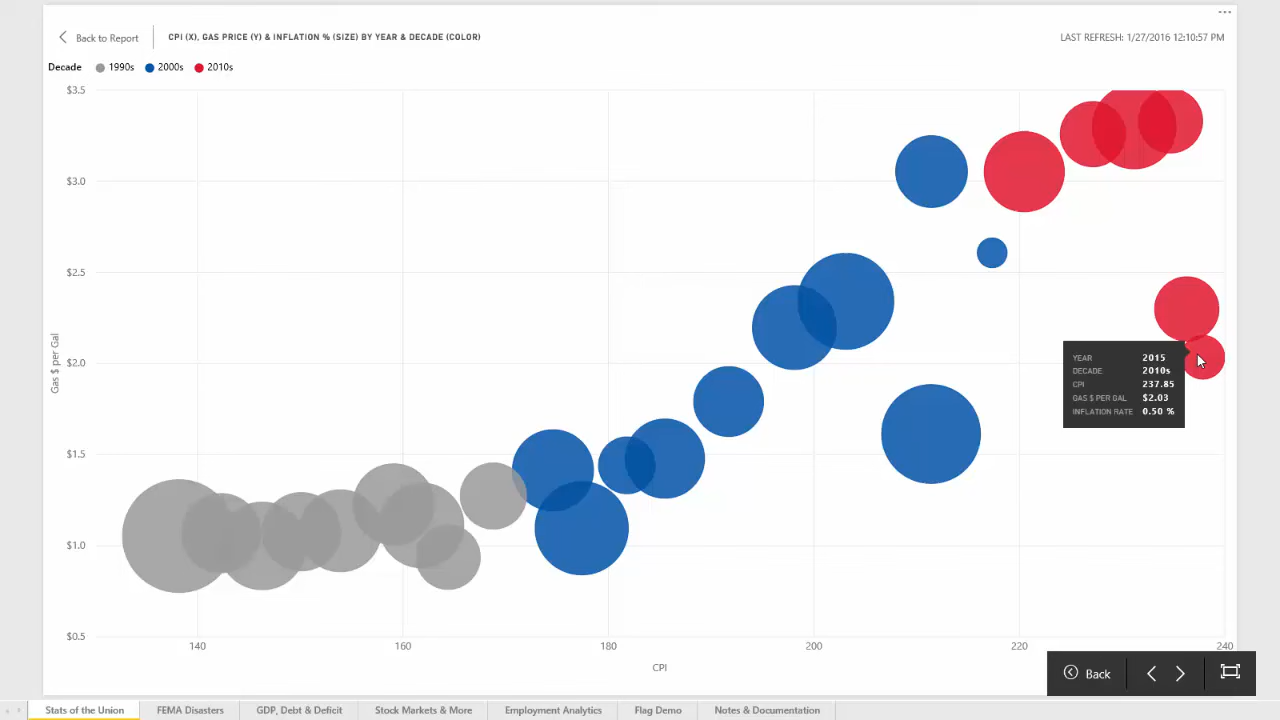 Back to Report
CPI (X), GAS PRICE (Y) & INFLATION % (SIZE) BY YEAR & DECADE (COLOR)
LAST REFRESH: 1/27/2016 12:10:57 PM
Decade 1990s 2000s 2010s
$3.5
$3.0
$2.5
$2.0
$1.5
$1.0
$0.5
Gas $ per Gal
YEAR 2015
DECADE 2010s
CPI 237.85
GAS $ PER GAL $2.03
INFLATION RATE 0.50 %
140 160 180 200 220 240
CPI
Back
Stats of the Union FEMA Disasters GDP, Debt & Deficit Stock Markets & More Employment Analytics Flag Demo Notes & Documentation